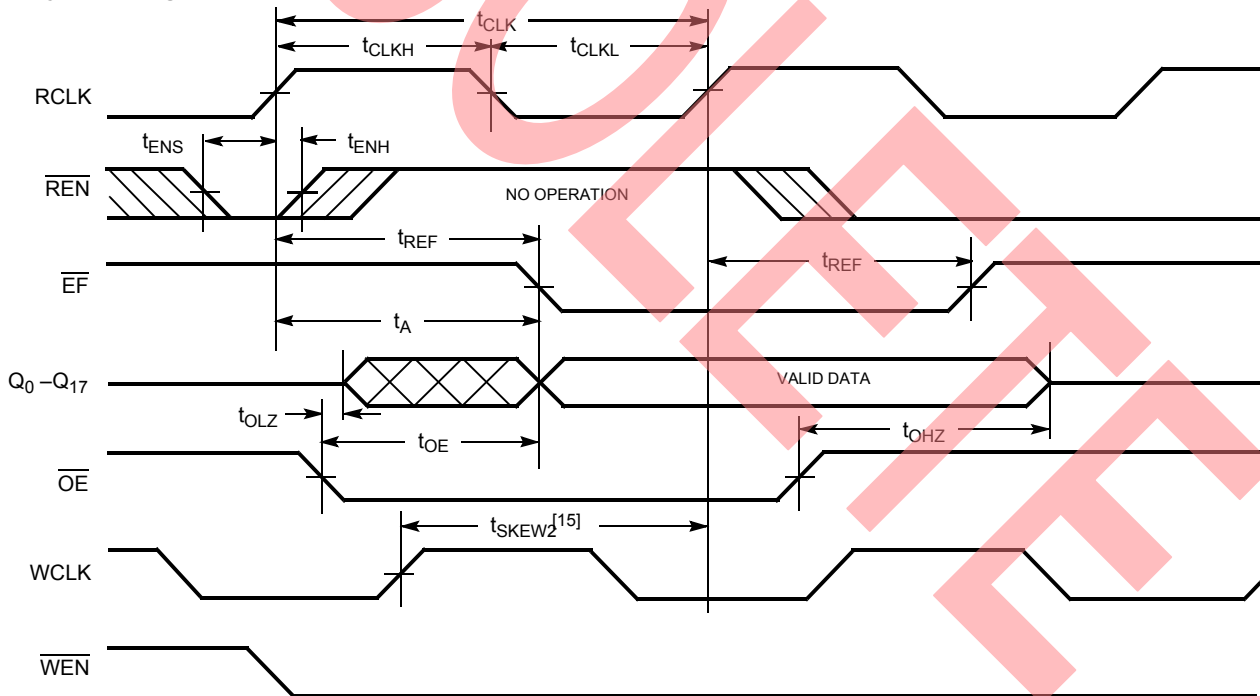 tCLK
tCLKH
tCLKL
RCLK
tENS
tENH
REN
NO OPERATION
tREF
EF
tREF
tA
Q0 –Q17
VALID DATA
tOLZ
tOE
tOHZ
OE
tSKEW2[15]
WCLK
WEN
OLETE